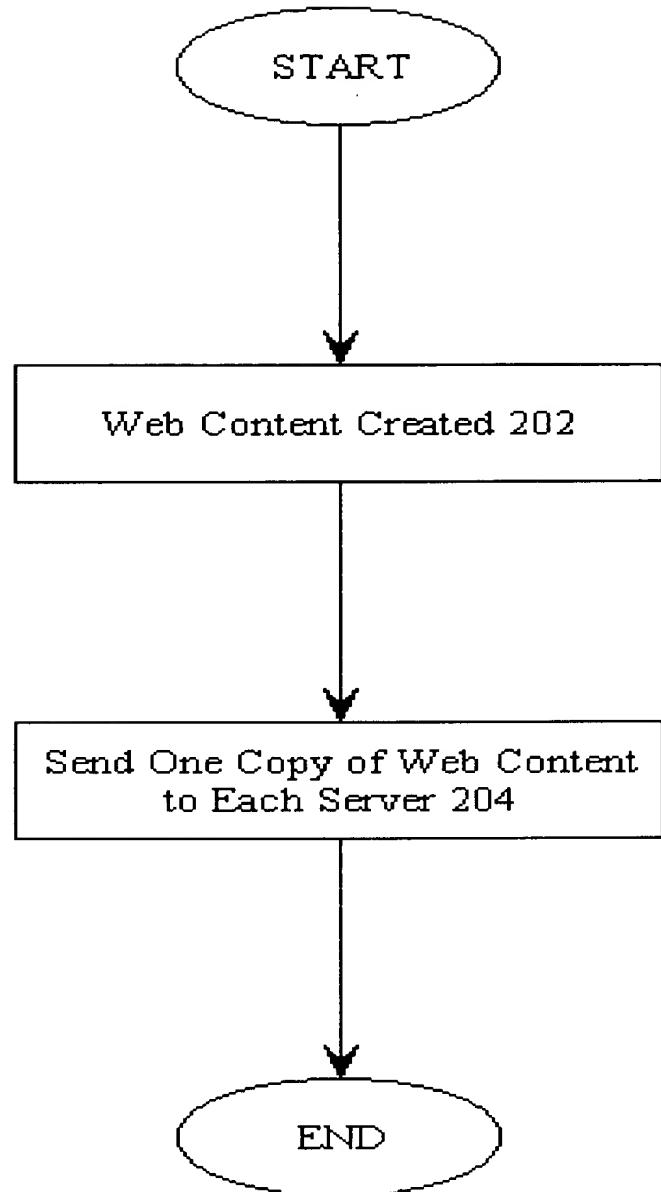 START
Web Content Created 202
Send One Copy of Web Content
to Each Server 204
END